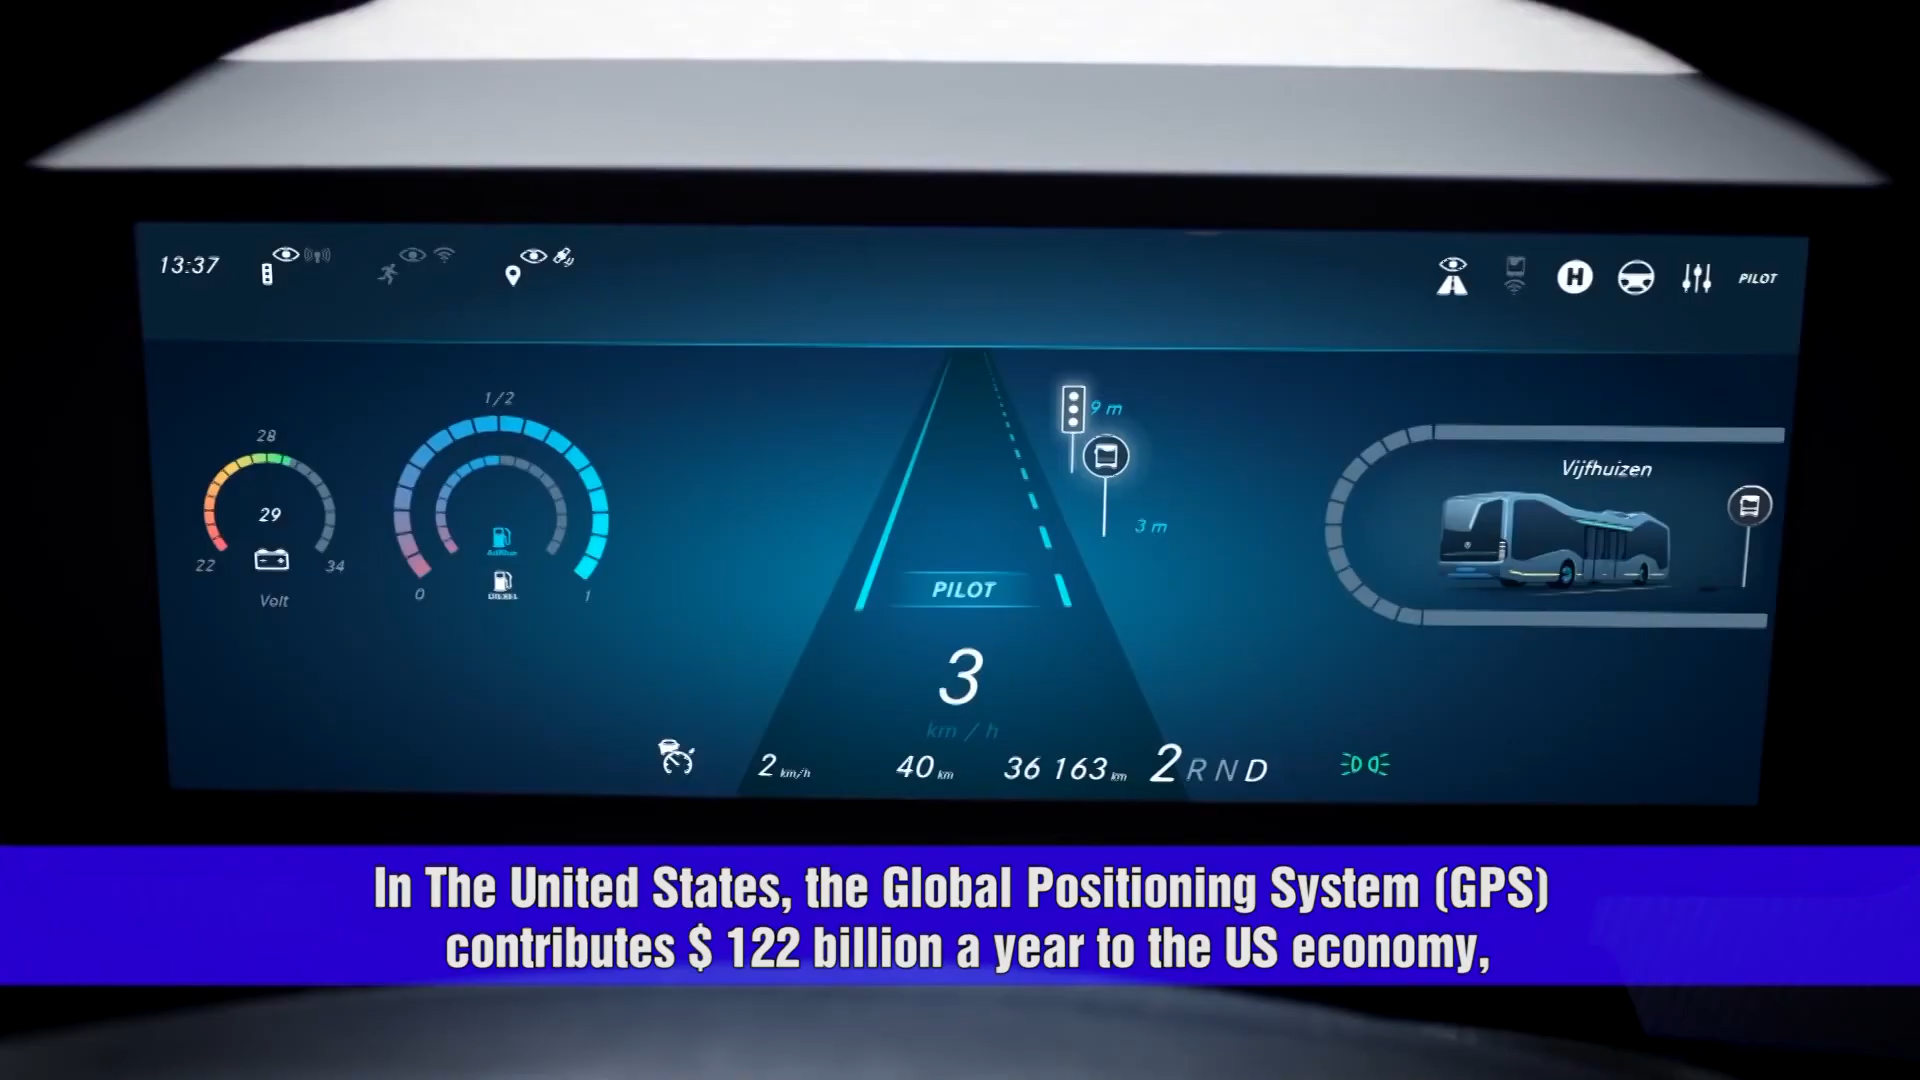 13:37
H
PILOT
1/2
28
29
22
34
Volt
AdBlue
0
1
9 m
3 m
Vijfhuizen
PILOT
3
km / h
2 km/h
40 km
36 163 km
2 R N D
In The United States, the Global Positioning System (GPS)
contributes $ 122 billion a year to the US economy,